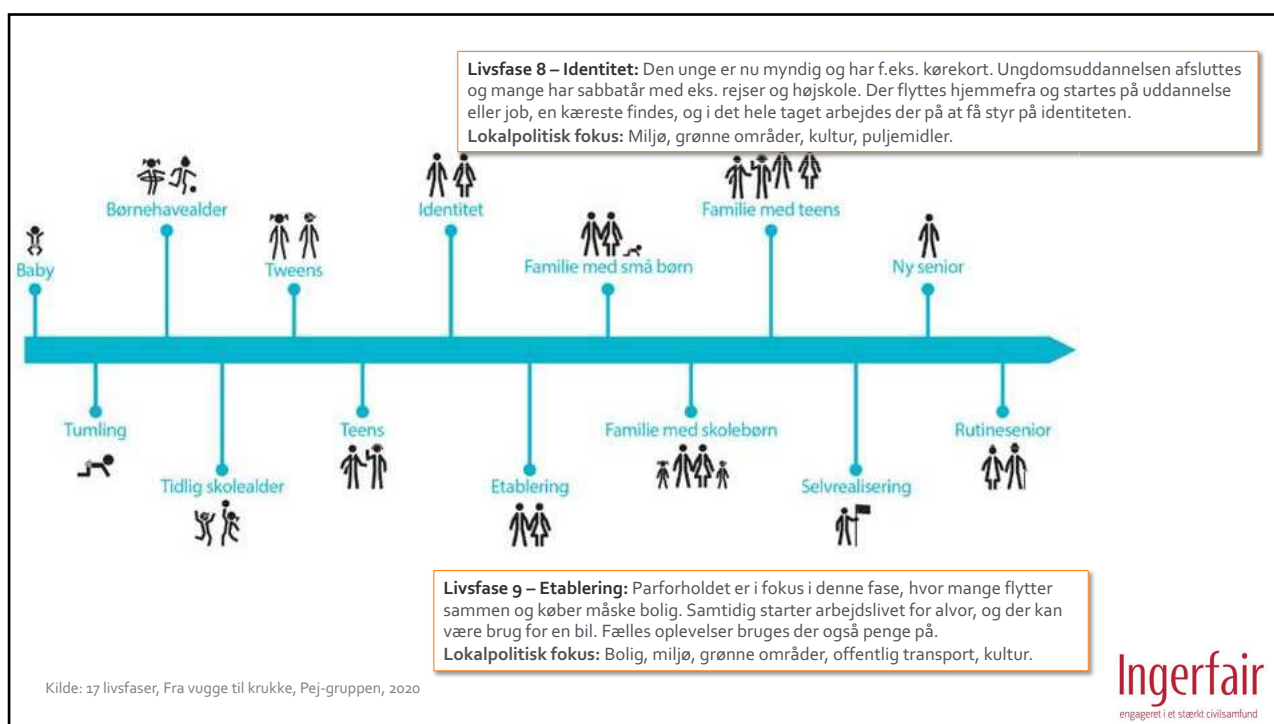 Livsfase 8 – Identitet: Den unge er nu myndig og har f.eks. kørekort. Ungdomsuddannelsen afsluttes
og mange har sabbatår med eks. rejser og højskole. Der flyttes hjemmefra og startes på uddannelse
eller job, en kæreste findes, og i det hele taget arbejdes der på at få styr på identiteten.
Lokalpolitisk fokus: Miljø, grønne områder, kultur, puljemidler.
Børnehavealder
Identitet
Familie med teens
Baby
Tweens
Familie med små børn
Ny senior
Tumling
Teens
Familie med skolebørn
Rutinesenior
Tidlig skolealder
Etablering
Selvrealisering
Livsfase 9 – Etablering: Parforholdet er i fokus i denne fase, hvor mange flytter
sammen og køber måske bolig. Samtidig starter arbejdslivet for alvor, og der kan
være brug for en bil. Fælles oplevelser bruges der også penge på.
Lokalpolitisk fokus: Bolig, miljø, grønne områder, offentlig transport, kultur.
Kilde: 17 livsfaser, Fra vugge til krukke, Pej-gruppen, 2020
Ingerfair
engageret i et stærkt civilsamfund